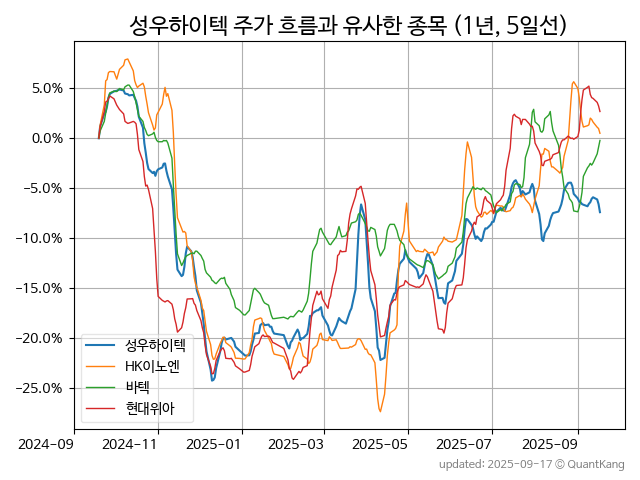 성우하이텍 주가 흐름과 유사한 종목 (1년, 5일선)
5.0%
0.0%
−5.0%
−10.0%
−15.0%
−20.0%
−25.0%
성우하이텍
HK이노엔
바텍
현대위아
2024-09
2024-11
2025-01
2025-03
2025-05
2025-07
2025-09
updated: 2025-09-17 © QuantKang